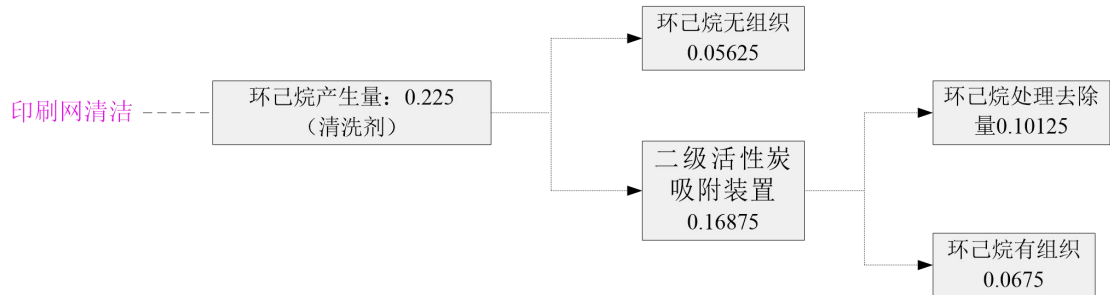 印刷网清洁
环己烷产生量：0.225
（清洗剂）
环己烷无组织
0.05625
二级活性炭
吸附装置
0.16875
环己烷处理去除
量0.10125
环己烷有组织
0.0675